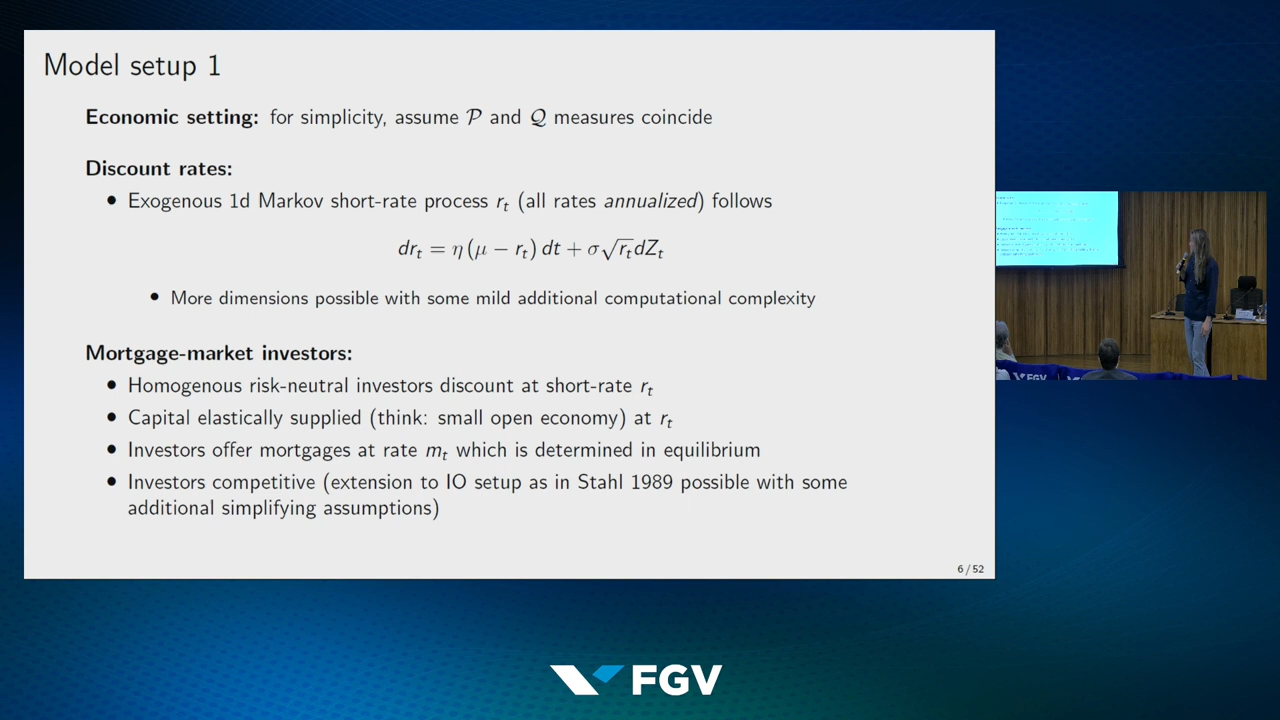 Model setup 1
Economic setting: for simplicity, assume 𝒫 and 𝒬 measures coincide
Discount rates:
• Exogenous 1d Markov short-rate process r_t (all rates annualized) follows
dr_t = η (μ − r_t) dt + σ√r_t dZ_t
• More dimensions possible with some mild additional computational complexity
Mortgage-market investors:
• Homogenous risk-neutral investors discount at short-rate r_t
• Capital elastically supplied (think: small open economy) at r_t
• Investors offer mortgages at rate m_t which is determined in equilibrium
• Investors competitive (extension to IO setup as in Stahl 1989 possible with some
additional simplifying assumptions)
6 / 52
FGV
FGV